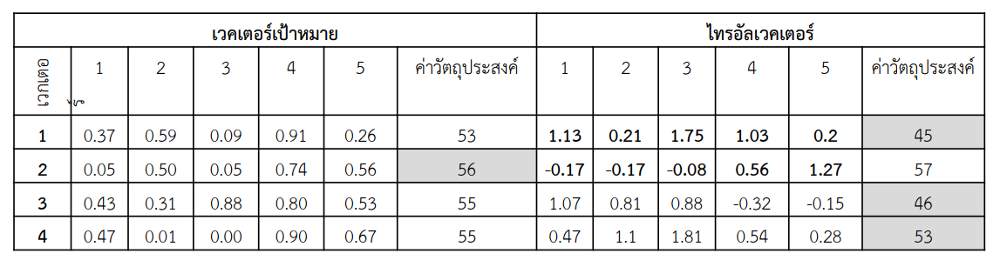 เวคเตอร์เป้าหมาย ไทรอัลเวคเตอร์
เวกเตอร์ 1 2 3 4 5 ค่าวัตถุประสงค์ 1 2 3 4 5 ค่าวัตถุประสงค์
1 0.37 0.59 0.09 0.91 0.26 53 1.13 0.21 1.75 1.03 0.2 45
2 0.05 0.50 0.05 0.74 0.56 56 -0.17 -0.17 -0.08 0.56 1.27 57
3 0.43 0.31 0.88 0.80 0.53 55 1.07 0.81 0.88 -0.32 -0.15 46
4 0.47 0.01 0.00 0.90 0.67 55 0.47 1.1 1.81 0.54 0.28 53